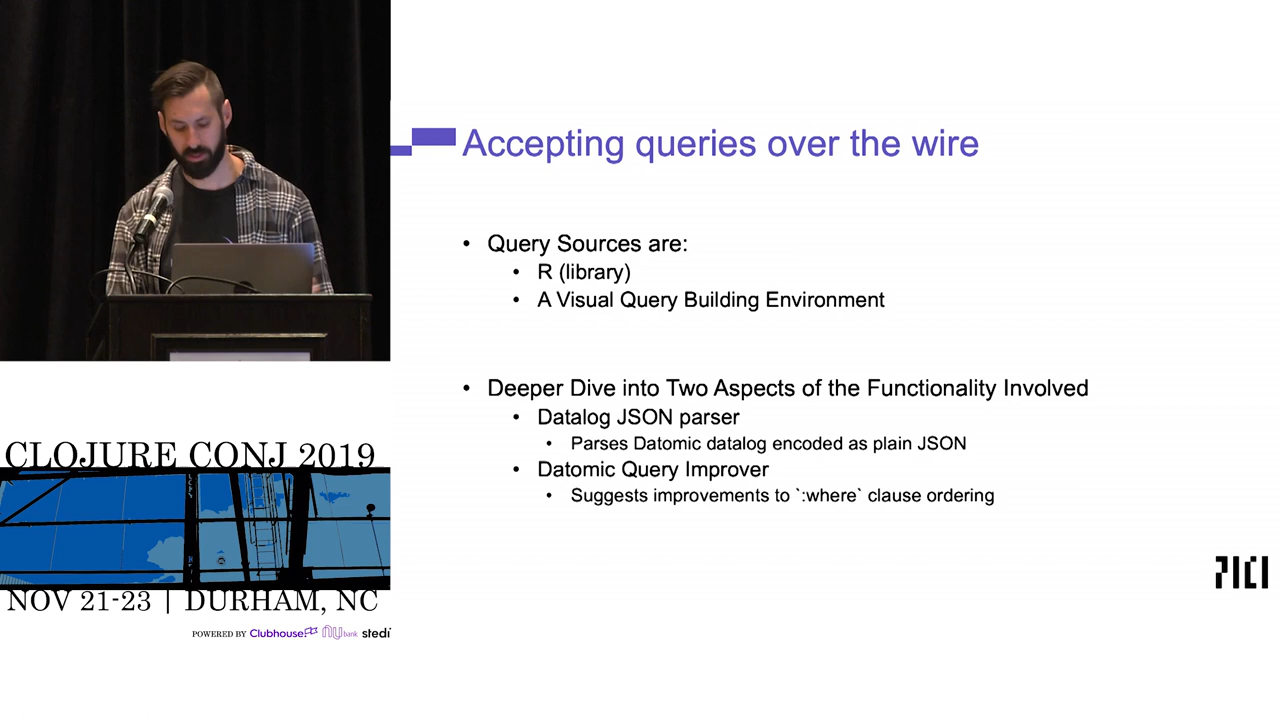 Accepting queries over the wire
• Query Sources are:
• R (library)
• A Visual Query Building Environment
• Deeper Dive into Two Aspects of the Functionality Involved
• Datalog JSON parser
• Parses Datomic datalog encoded as plain JSON
• Datomic Query Improver
• Suggests improvements to `:where` clause ordering
PICI
CLOJURE CONJ 2019
NOV 21-23 | DURHAM, NC
POWERED BY Clubhouse nu bank stedi